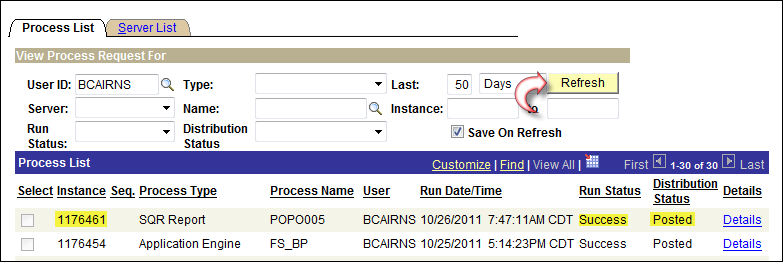 Process List Server List
View Process Request For
User ID: BCAIRNS Type: Last: 50 Days Refresh
Server: Name: Instance: to
Run Status: Distribution Status Save On Refresh
Process List Customize | Find | View All | First 1-30 of 30 Last
Select Instance Seq. Process Type Process Name User Run Date/Time Run Status Distribution Status Details
1176461 SQR Report POPO005 BCAIRNS 10/26/2011 7:47:11AM CDT Success Posted Details
1176454 Application Engine FS_BP BCAIRNS 10/25/2011 5:14:23PM CDT Success Posted Details